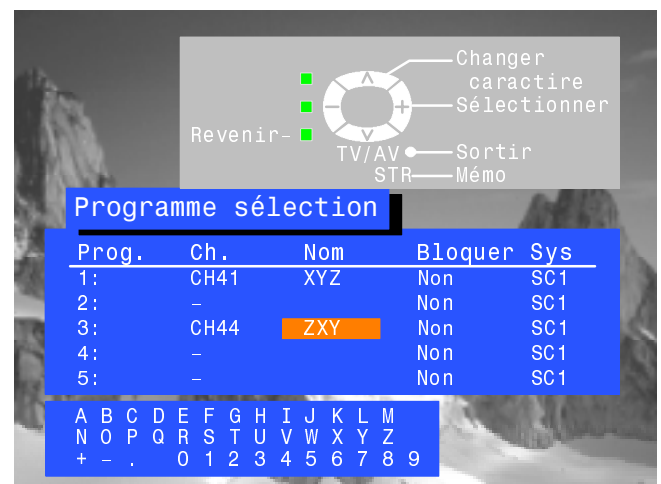 Changer
caractire
Sélectionner
Revenir-
TV/AV Sortir
STR Mémo
Programme sélection
Prog. Ch. Nom Bloquer Sys
1: CH41 XYZ Non SC1
2: - Non SC1
3: CH44 ZXY Non SC1
4: - Non SC1
5: - Non SC1
A B C D E F G H I J K L M
N O P Q R S T U V W X Y Z
+ - . 0 1 2 3 4 5 6 7 8 9